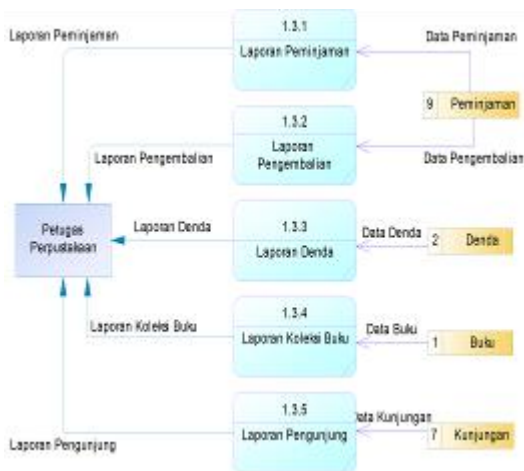 Laporan Peminjaman
1.3.1
Laporan Peminjaman
Data Peminjaman
9 Peminjaman
1.3.2
Laporan
Pengembalian
Laporan Pengembalian
Data Pengembalian
Petugas
Perpustakaan
Laporan Denda
1.3.3
Laporan Denda
Data Denda
2 Denda
1.3.4
Laporan Koleksi Buku
Laporan Koleksi Buku
Data Buku
1 Buku
1.3.5
Laporan Pengunjung
Data Kunjungan
7 Kunjungan
Laporan Pengunjung